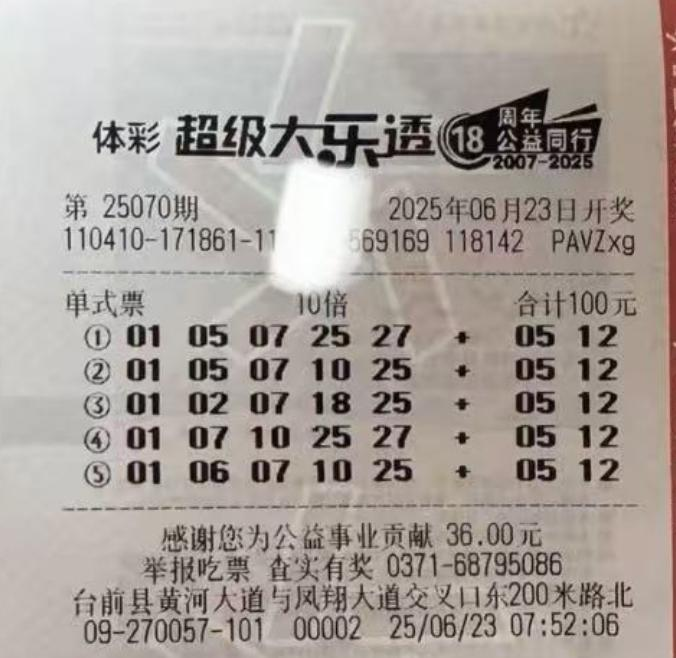 体彩 超级大乐透 18 周年 公益同行 2007-2025
第 25070期 2025年06月23日开奖
110410-171861-11 569169 118142 PAVZxg
单式票 10倍 合计100元
① 01 05 07 25 27 + 05 12
② 01 05 07 10 25 + 05 12
③ 01 02 07 18 25 + 05 12
④ 01 07 10 25 27 + 05 12
⑤ 01 06 07 10 25 + 05 12
感谢您为公益事业贡献 36.00元
举报吃票 查实有奖 0371-68795086
台前县黄河大道与凤翔大道交叉口东200米路北
09-270057-101 00002 25/06/23 07:52:06